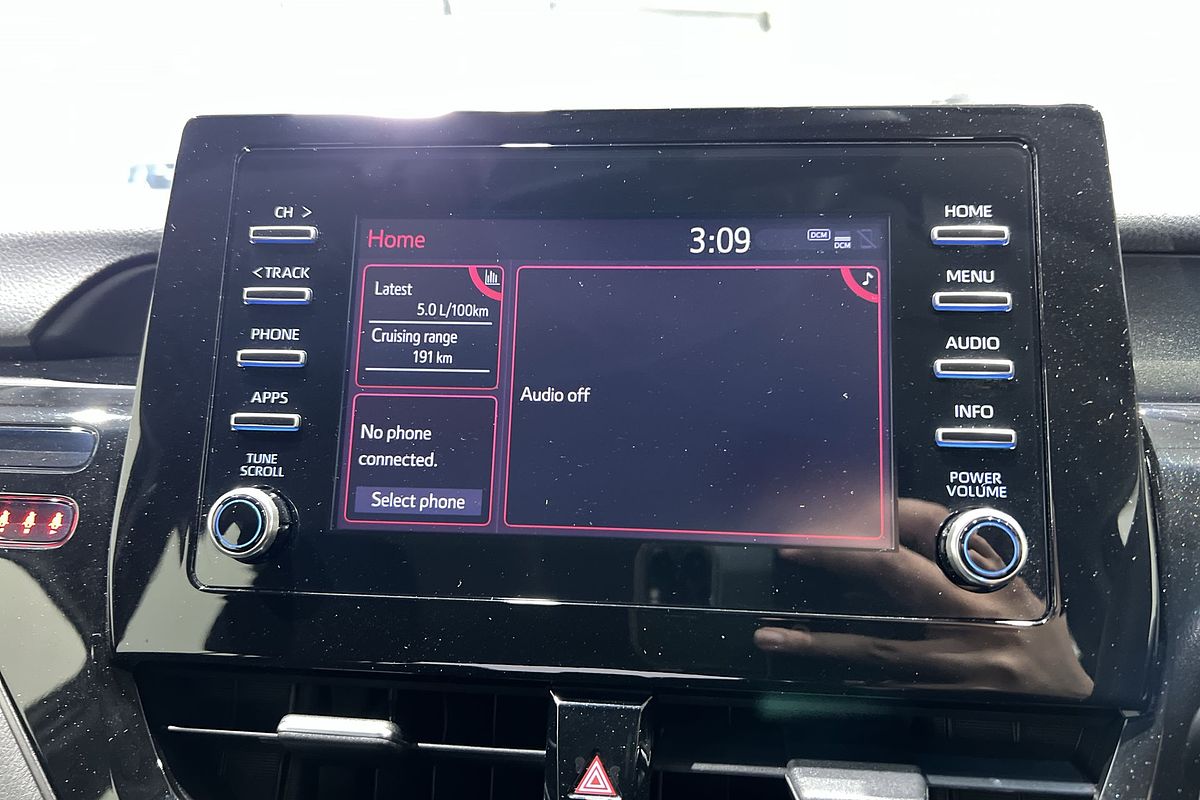 CH >
< TRACK
PHONE
APPS
TUNE
SCROLL
Home
3:09
DCM
DCM
Latest
5.0 L/100km
Cruising range
191 km
No phone
connected.
Select phone
Audio off
HOME
MENU
AUDIO
INFO
POWER
VOLUME